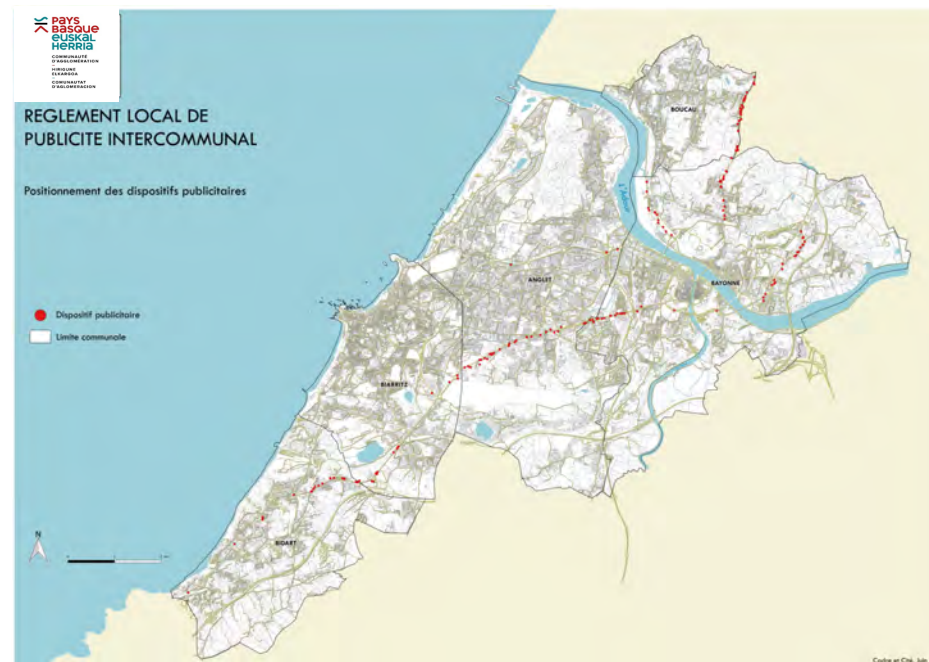 PAYS
BASQUE
EUSKAL
HERRIA
COMMUNAUTÉ
D'AGGLOMÉRATION
HIRIGUNE
ELKARGOA
COMUNAUTAT
D'AGLOMERACION
REGLEMENT LOCAL DE
PUBLICITE INTERCOMMUNAL
Positionnement des dispositifs publicitaires
Dispositif publicitaire
Limite communale
BOUCAU
L'Adour
ANGLET
BAYONNE
BIARRITZ
BIDART
N